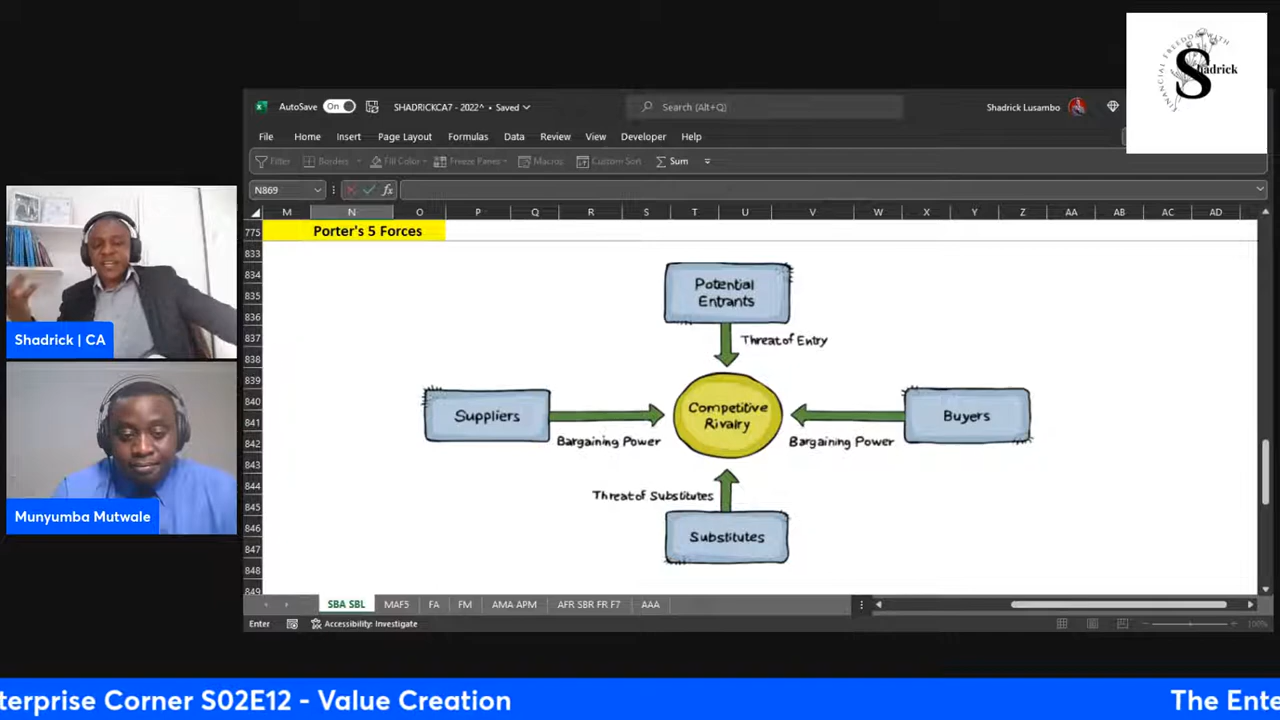 FINANCIAL FREEDOM WITH
Shadrick
AutoSave On SHADRICKCA7 - 2022^ • Saved Search (Alt+Q) Shadrick Lusambo
File Home Insert Page Layout Formulas Data Review View Developer Help
Filter Borders Fill Color Freeze Panes Macros Custom Sort Sum
N869 fx
M N O P Q R S T U V W X Y Z AA AB AC AD
775 Porter's 5 Forces
833
834
835
836
837
838
839
840
841
842
843
844
845
846
847
848
849
Potential
Entrants
Threat of Entry
Suppliers
Bargaining Power
Competitive
Rivalry
Buyers
Bargaining Power
Threat of Substitutes
Substitutes
Shadrick | CA
Munyumba Mutwale
SBA SBL MAF5 FA FM AMA APM AFR SBR FR F7 AAA
Enter Accessibility: Investigate 100%
terprise Corner S02E12 - Value Creation The Ente